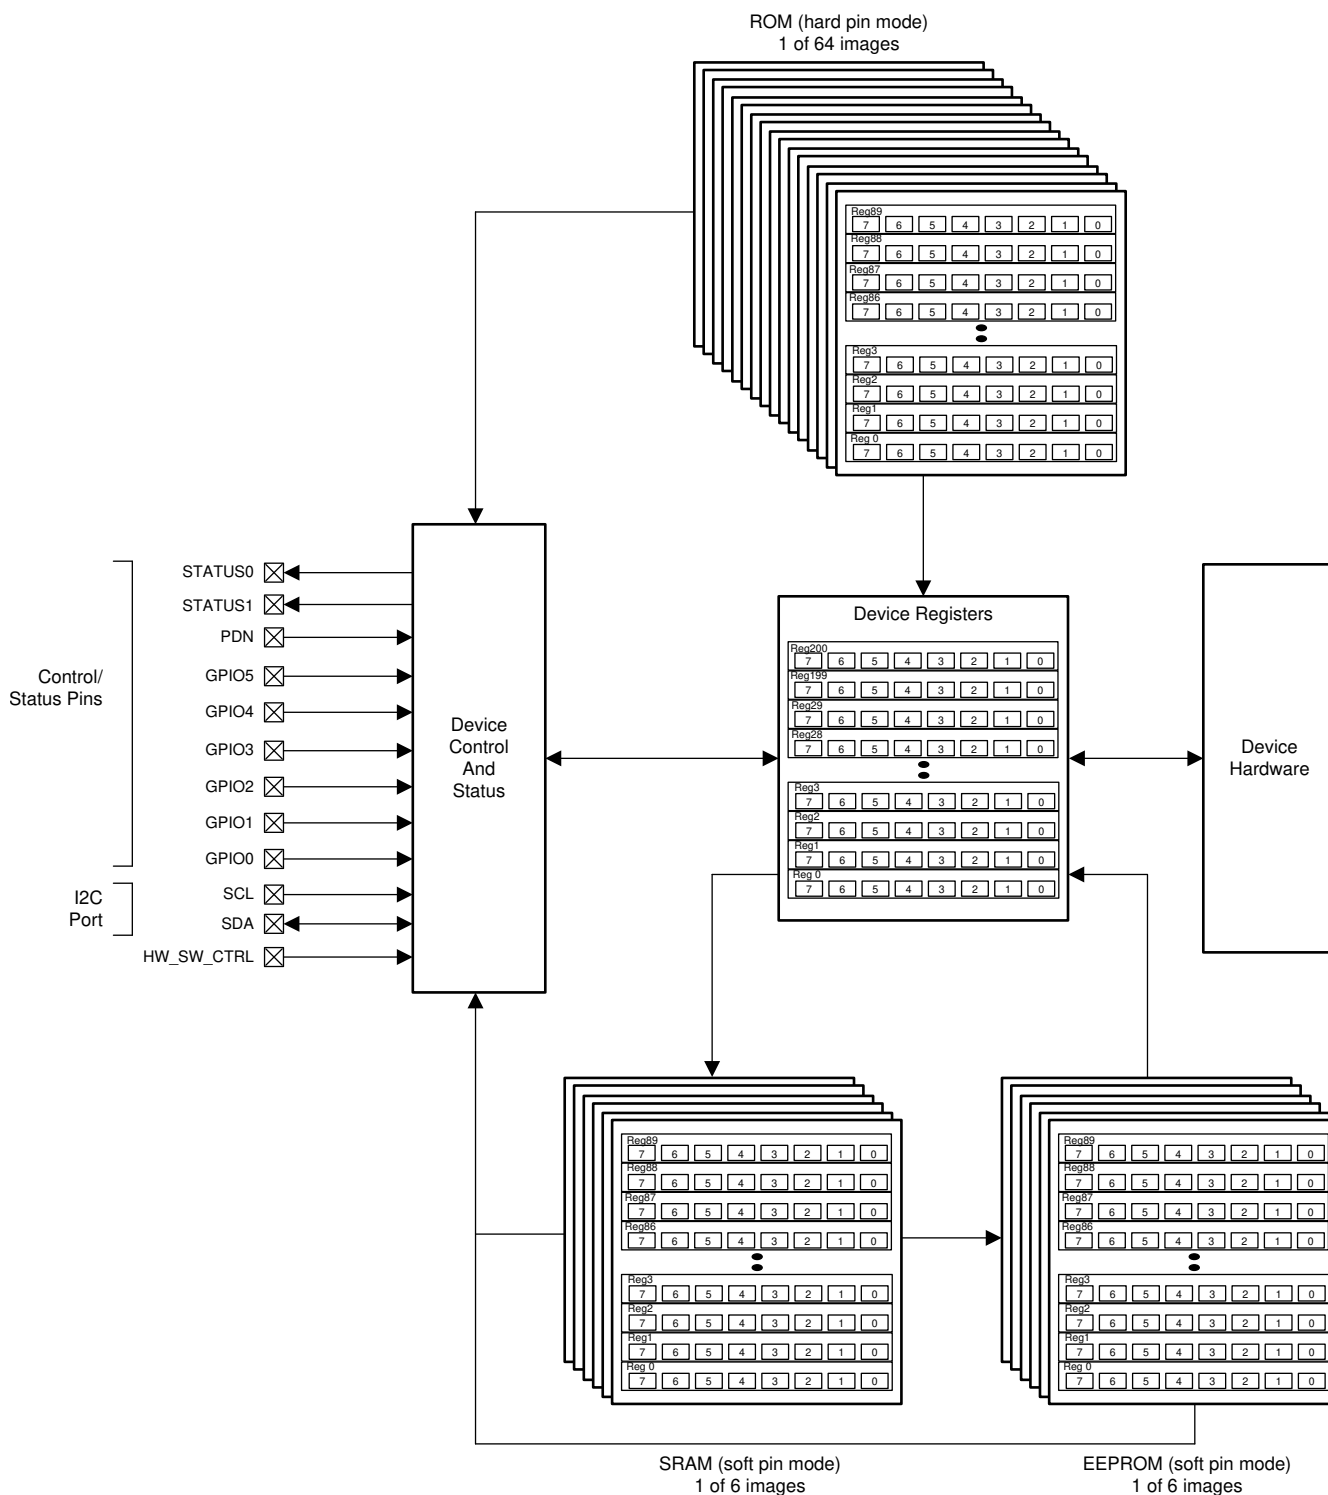 ROM (hard pin mode)
1 of 64 images
Reg89
7 6 5 4 3 2 1 0
Reg88
7 6 5 4 3 2 1 0
Reg87
7 6 5 4 3 2 1 0
Reg86
7 6 5 4 3 2 1 0
Reg3
7 6 5 4 3 2 1 0
Reg2
7 6 5 4 3 2 1 0
Reg1
7 6 5 4 3 2 1 0
Reg 0
7 6 5 4 3 2 1 0
Control/
Status Pins
STATUS0
STATUS1
PDN
GPIO5
GPIO4
GPIO3
GPIO2
GPIO1
GPIO0
I2C
Port
SCL
SDA
HW_SW_CTRL
Device
Control
And
Status
Device Registers
Reg200
7 6 5 4 3 2 1 0
Reg199
7 6 5 4 3 2 1 0
Reg29
7 6 5 4 3 2 1 0
Reg28
7 6 5 4 3 2 1 0
Reg3
7 6 5 4 3 2 1 0
Reg2
7 6 5 4 3 2 1 0
Reg1
7 6 5 4 3 2 1 0
Reg 0
7 6 5 4 3 2 1 0
Device
Hardware
Reg89
7 6 5 4 3 2 1 0
Reg88
7 6 5 4 3 2 1 0
Reg87
7 6 5 4 3 2 1 0
Reg86
7 6 5 4 3 2 1 0
Reg3
7 6 5 4 3 2 1 0
Reg2
7 6 5 4 3 2 1 0
Reg1
7 6 5 4 3 2 1 0
Reg 0
7 6 5 4 3 2 1 0
SRAM (soft pin mode)
1 of 6 images
Reg89
7 6 5 4 3 2 1 0
Reg88
7 6 5 4 3 2 1 0
Reg87
7 6 5 4 3 2 1 0
Reg86
7 6 5 4 3 2 1 0
Reg3
7 6 5 4 3 2 1 0
Reg2
7 6 5 4 3 2 1 0
Reg1
7 6 5 4 3 2 1 0
Reg 0
7 6 5 4 3 2 1 0
EEPROM (soft pin mode)
1 of 6 images